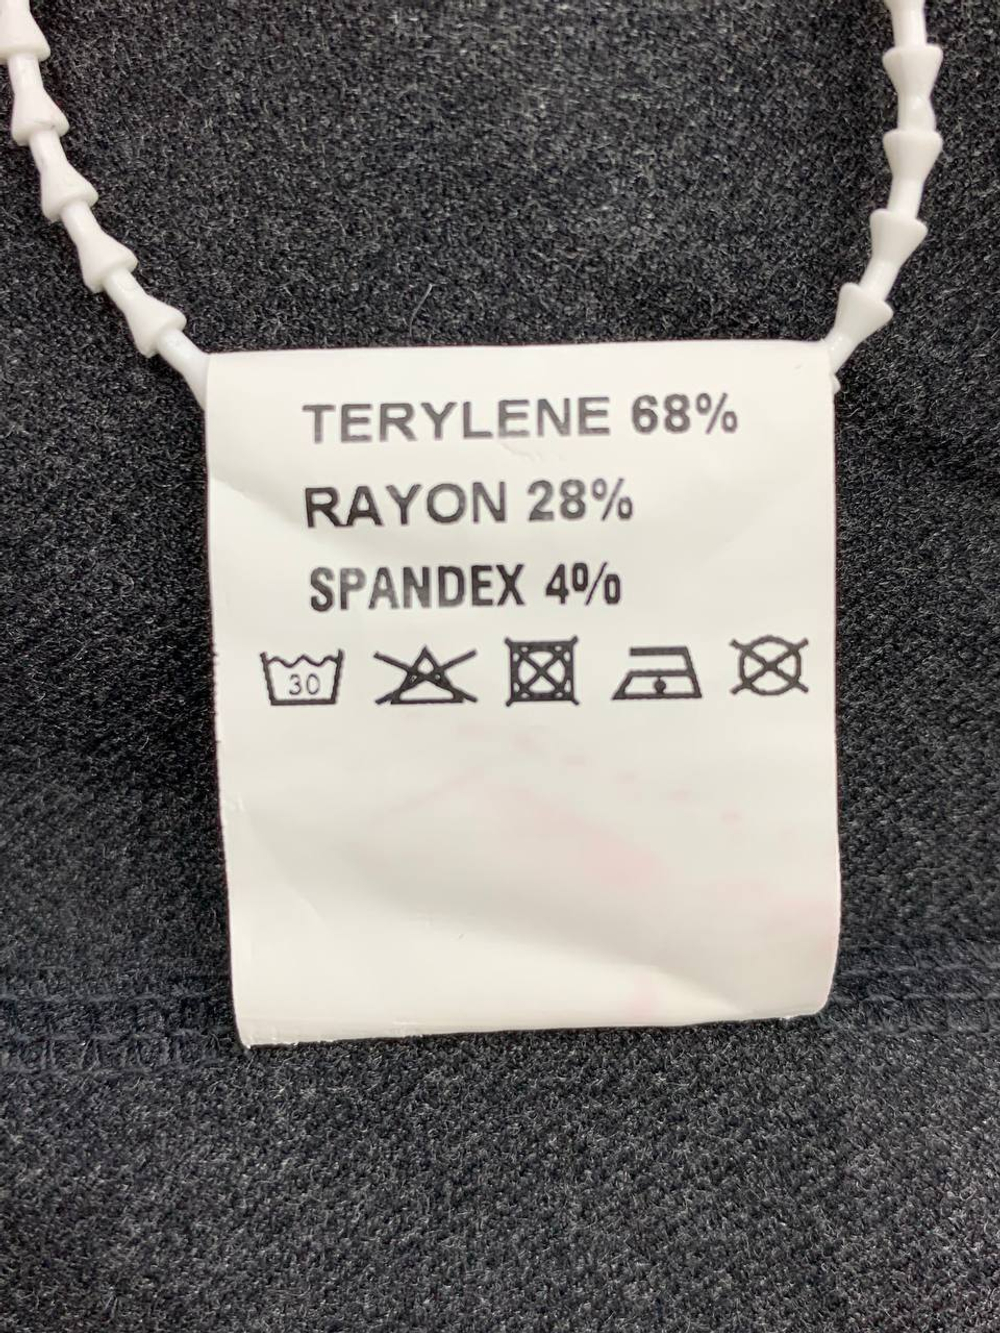 TERYLENE 68%
RAYON 28%
SPANDEX 4%
30